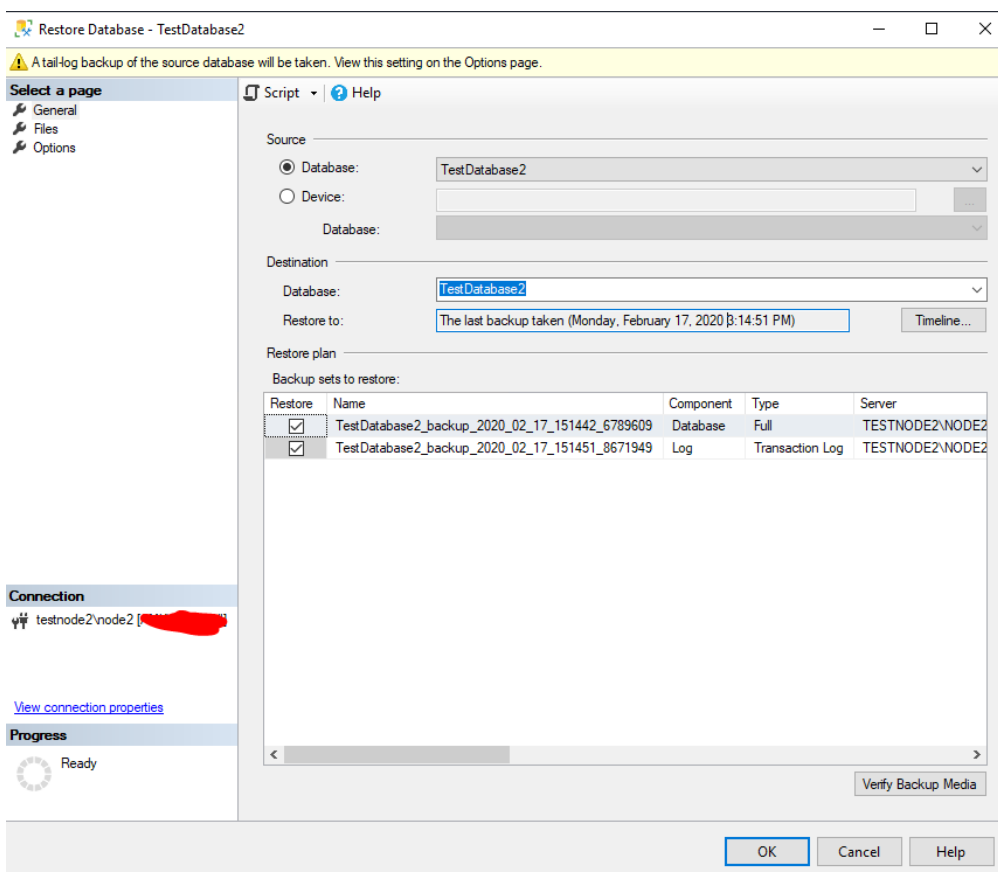 Restore Database - TestDatabase2
A tail-log backup of the source database will be taken. View this setting on the Options page.
Select a page
General
Files
Options
Script Help
Source
Database: TestDatabase2
Device: ...
Database:
Destination
Database: TestDatabase2
Restore to: The last backup taken (Monday, February 17, 2020 3:14:51 PM) Timeline...
Restore plan
Backup sets to restore:
Restore Name Component Type Server
TestDatabase2_backup_2020_02_17_151442_6789609 Database Full TESTNODE2\NODE2
TestDatabase2_backup_2020_02_17_151451_8671949 Log Transaction Log TESTNODE2\NODE2
Connection
testnode2\node2 [
View connection properties
Progress
Ready
Verify Backup Media
OK Cancel Help